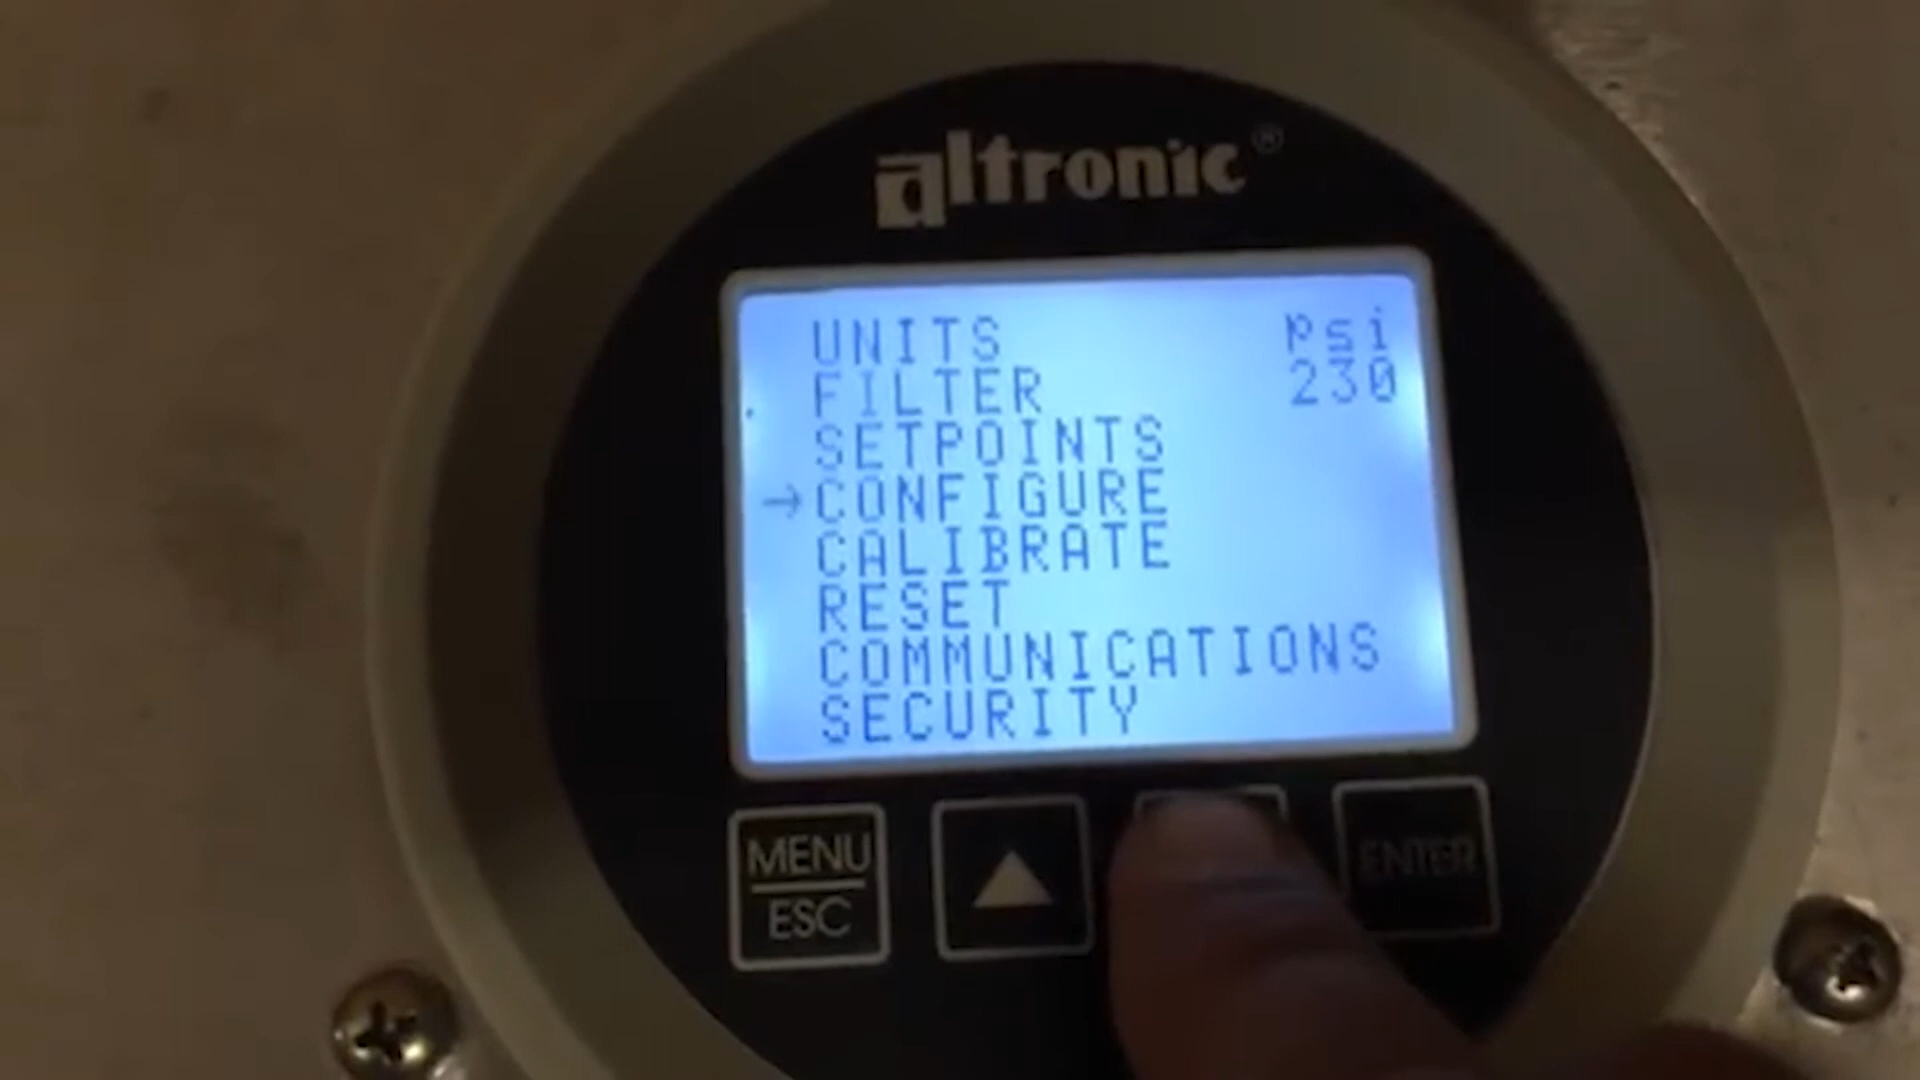 altronic®
UNITS psi
FILTER 230
SETPOINTS
→CONFIGURE
CALIBRATE
RESET
COMMUNICATIONS
SECURITY
MENU
ESC
ENTER